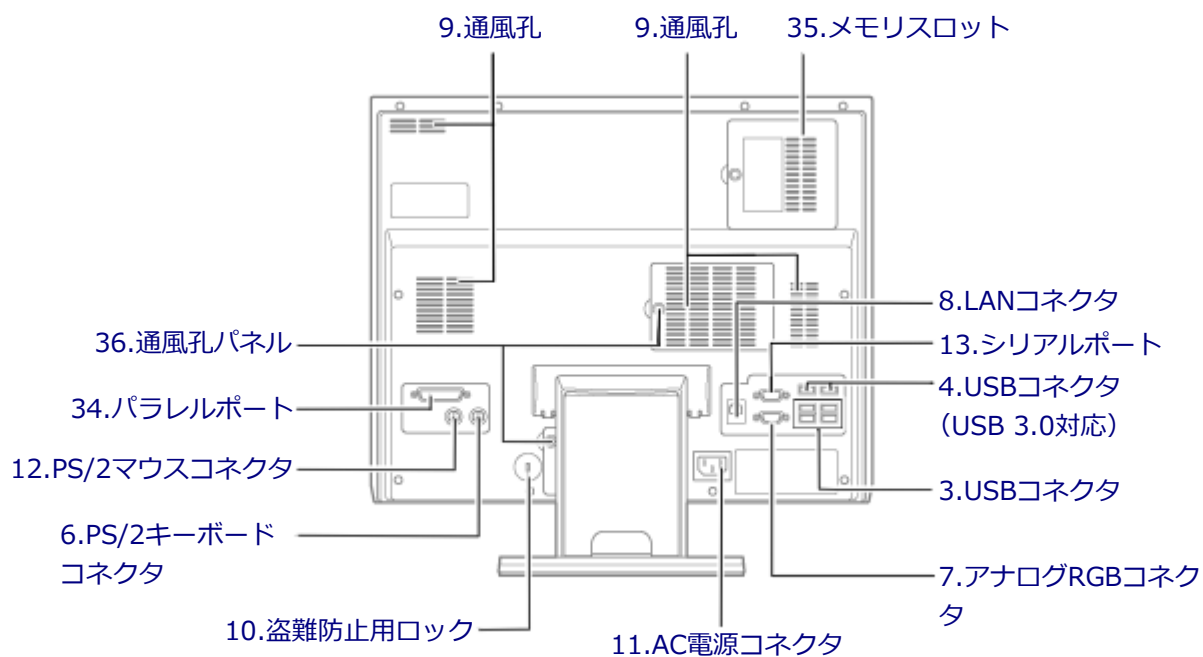 9.通風孔
9.通風孔
35.メモリスロット
8.LANコネクタ
36.通風孔パネル
13.シリアルポート
4.USBコネクタ
（USB 3.0対応）
34.パラレルポート
12.PS/2マウスコネクタ
3.USBコネクタ
6.PS/2キーボード
コネクタ
7.アナログRGBコネク
タ
10.盗難防止用ロック
11.AC電源コネクタ